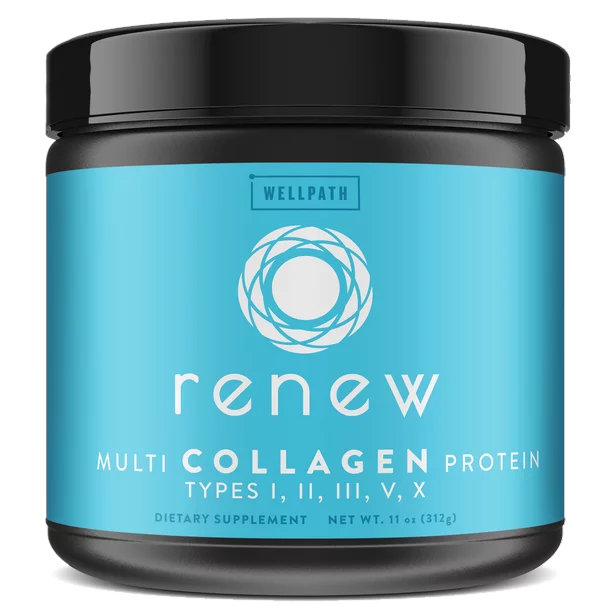 WELLPATH
renew
MULTI COLLAGEN PROTEIN
TYPES I, II, III, V, X
DIETARY SUPPLEMENT NET WT. 11 oz (312g)